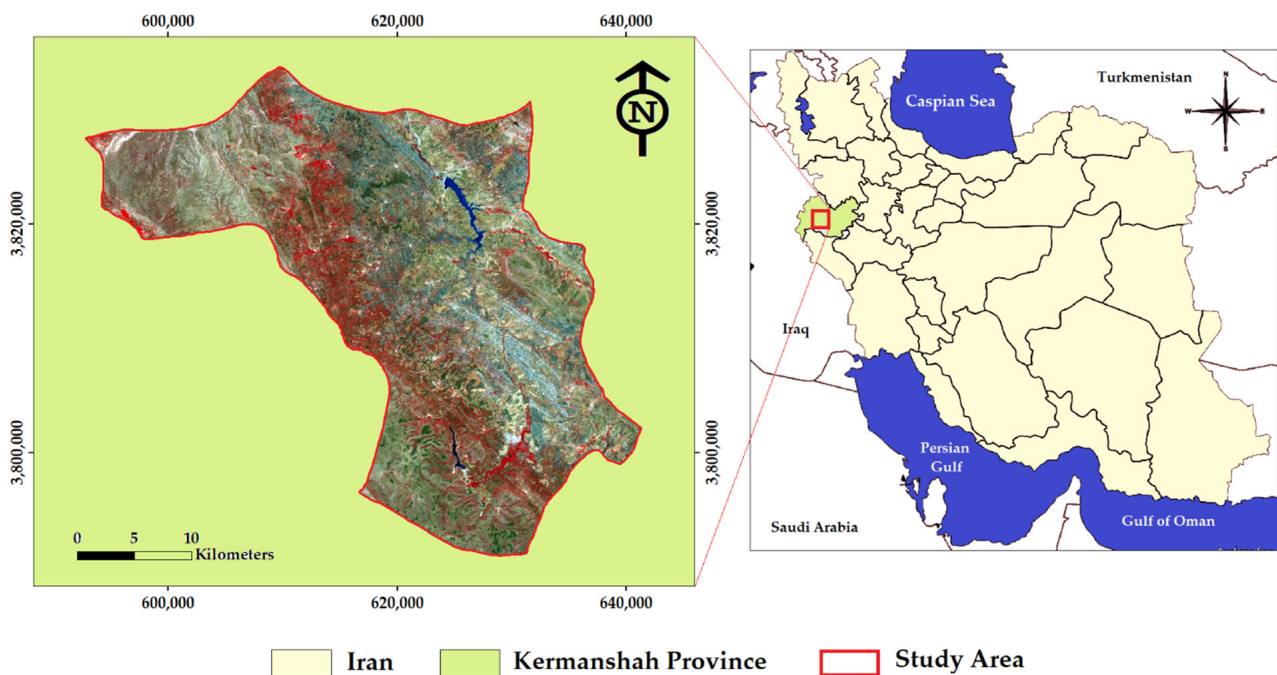 600,000
620,000
640,000
N
3,820,000
3,820,000
3,800,000
3,800,000
0
5
10
Kilometers
600,000
620,000
640,000
Turkmenistan
Caspian Sea
N
W
E
S
Iraq
Persian
Gulf
Saudi Arabia
Gulf of Oman
Iran
Kermanshah Province
Study Area